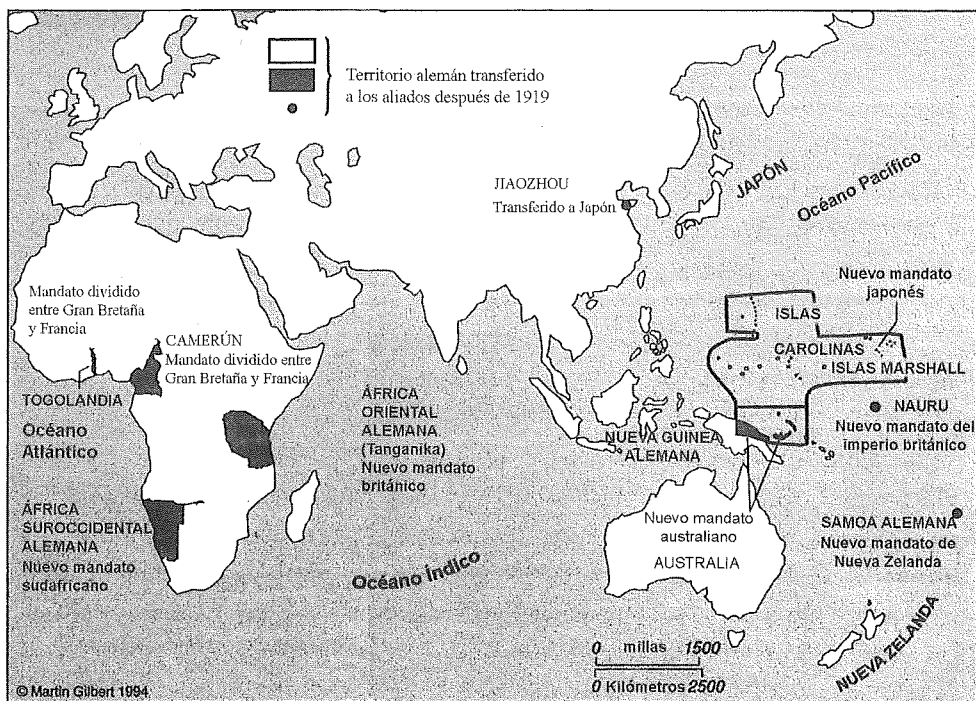 Territorio alemán transferido
a los aliados después de 1919
JIAOZHOU
Transferido a Japón
JAPÓN
Océano Pacífico
Nuevo mandato
japonés
ISLAS
CAROLINAS
ISLAS MARSHALL
Mandato dividido
entre Gran Bretaña
y Francia
CAMERÚN
Mandato dividido entre
Gran Bretaña y Francia
TOGOLANDIA
Océano
Atlántico
ÁFRICA
ORIENTAL
ALEMANA
(Tanganika)
Nuevo mandato
británico
NUEVA GUINEA
ALEMANA
NAURU
Nuevo mandato del
imperio británico
ÁFRICA
SUROCCIDENTAL
ALEMANA
Nuevo mandato
sudafricano
Nuevo mandato
australiano
AUSTRALIA
SAMOA ALEMANA
Nuevo mandato de
Nueva Zelanda
Océano Índico
NUEVA ZELANDA
0 millas 1500
0 Kilómetros 2500
© Martin Gilbert 1994